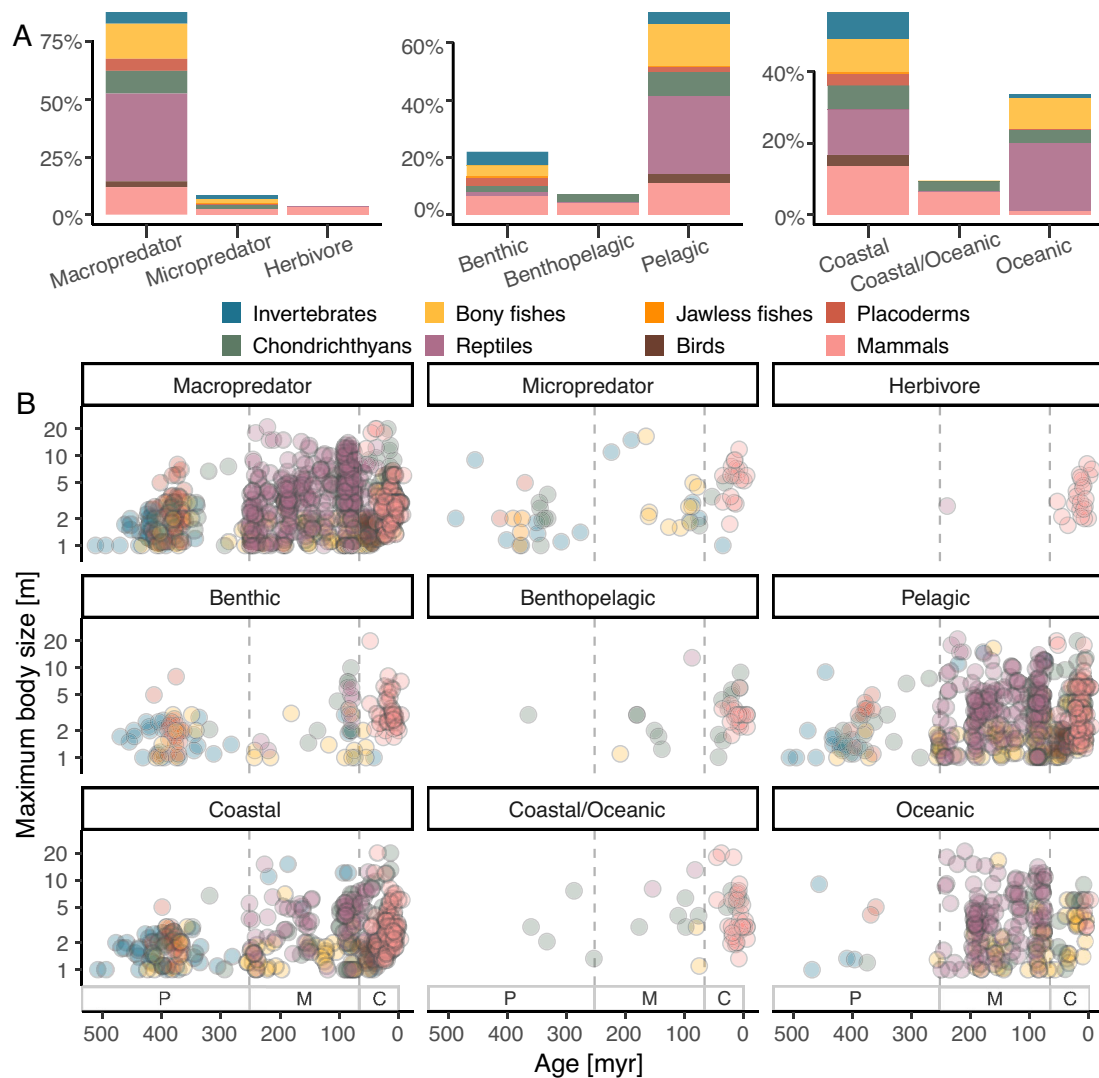 A
75%
50%
25%
0%
Macropredator
Micropredator
Herbivore
60%
40%
20%
0%
Benthic
Benthopelagic
Pelagic
40%
20%
0%
Coastal
Coastal/Oceanic
Oceanic
Invertebrates Bony fishes Jawless fishes Placoderms
Chondrichthyans Reptiles Birds Mammals
B
Maximum body size [m]
Macropredator Micropredator Herbivore
20
10
5
2
1
Benthic Benthopelagic Pelagic
20
10
5
2
1
Coastal Coastal/Oceanic Oceanic
20
10
5
2
1
P M C P M C P M C
500 400 300 200 100 0 500 400 300 200 100 0 500 400 300 200 100 0
Age [myr]